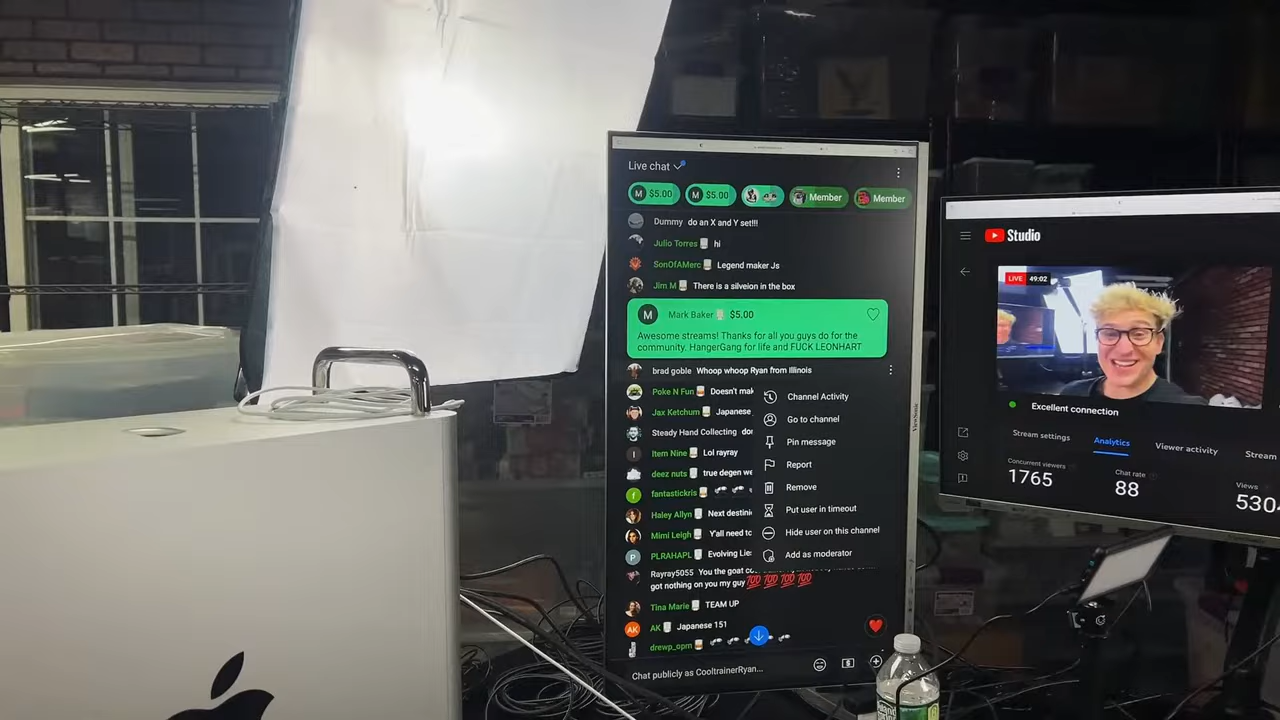 Live chat
M $5.00 M $5.00 Member Member
Dummy do an X and Y set!!!
Julio Torres hi
SonOfAMerc Legend maker Js
Jim M There is a silveion in the box
M Mark Baker $5.00
Awesome streams! Thanks for all you guys do for the
community. HangerGang for life and FUCK LEONHART
brad goble Whoop whoop Ryan from Illinois
Poke N Fun Doesn't mak
Jax Ketchum Japanese
Steady Hand Collecting
I Item Nine Lol rayray
deez nuts true degen we
f fantastickris
Haley Allyn Next destini
Mimi Leigh Y'all need to
P PLRAHAPL Evolving Lies
Rayray5055 You the goat
got nothing on you my guy 💯💯💯💯
Tina Marie TEAM UP
AK AK Japanese 151
drewp_opm
Chat publicly as CooltrainerRyan...
Channel Activity
Go to channel
Pin message
Report
Remove
Put user in timeout
Hide user on this channel
Add as moderator
ViewSonic
Studio
LIVE 49:02
Excellent connection
Stream settings Analytics Viewer activity Stream
Concurrent viewers Chat rate Views
1765 88 530